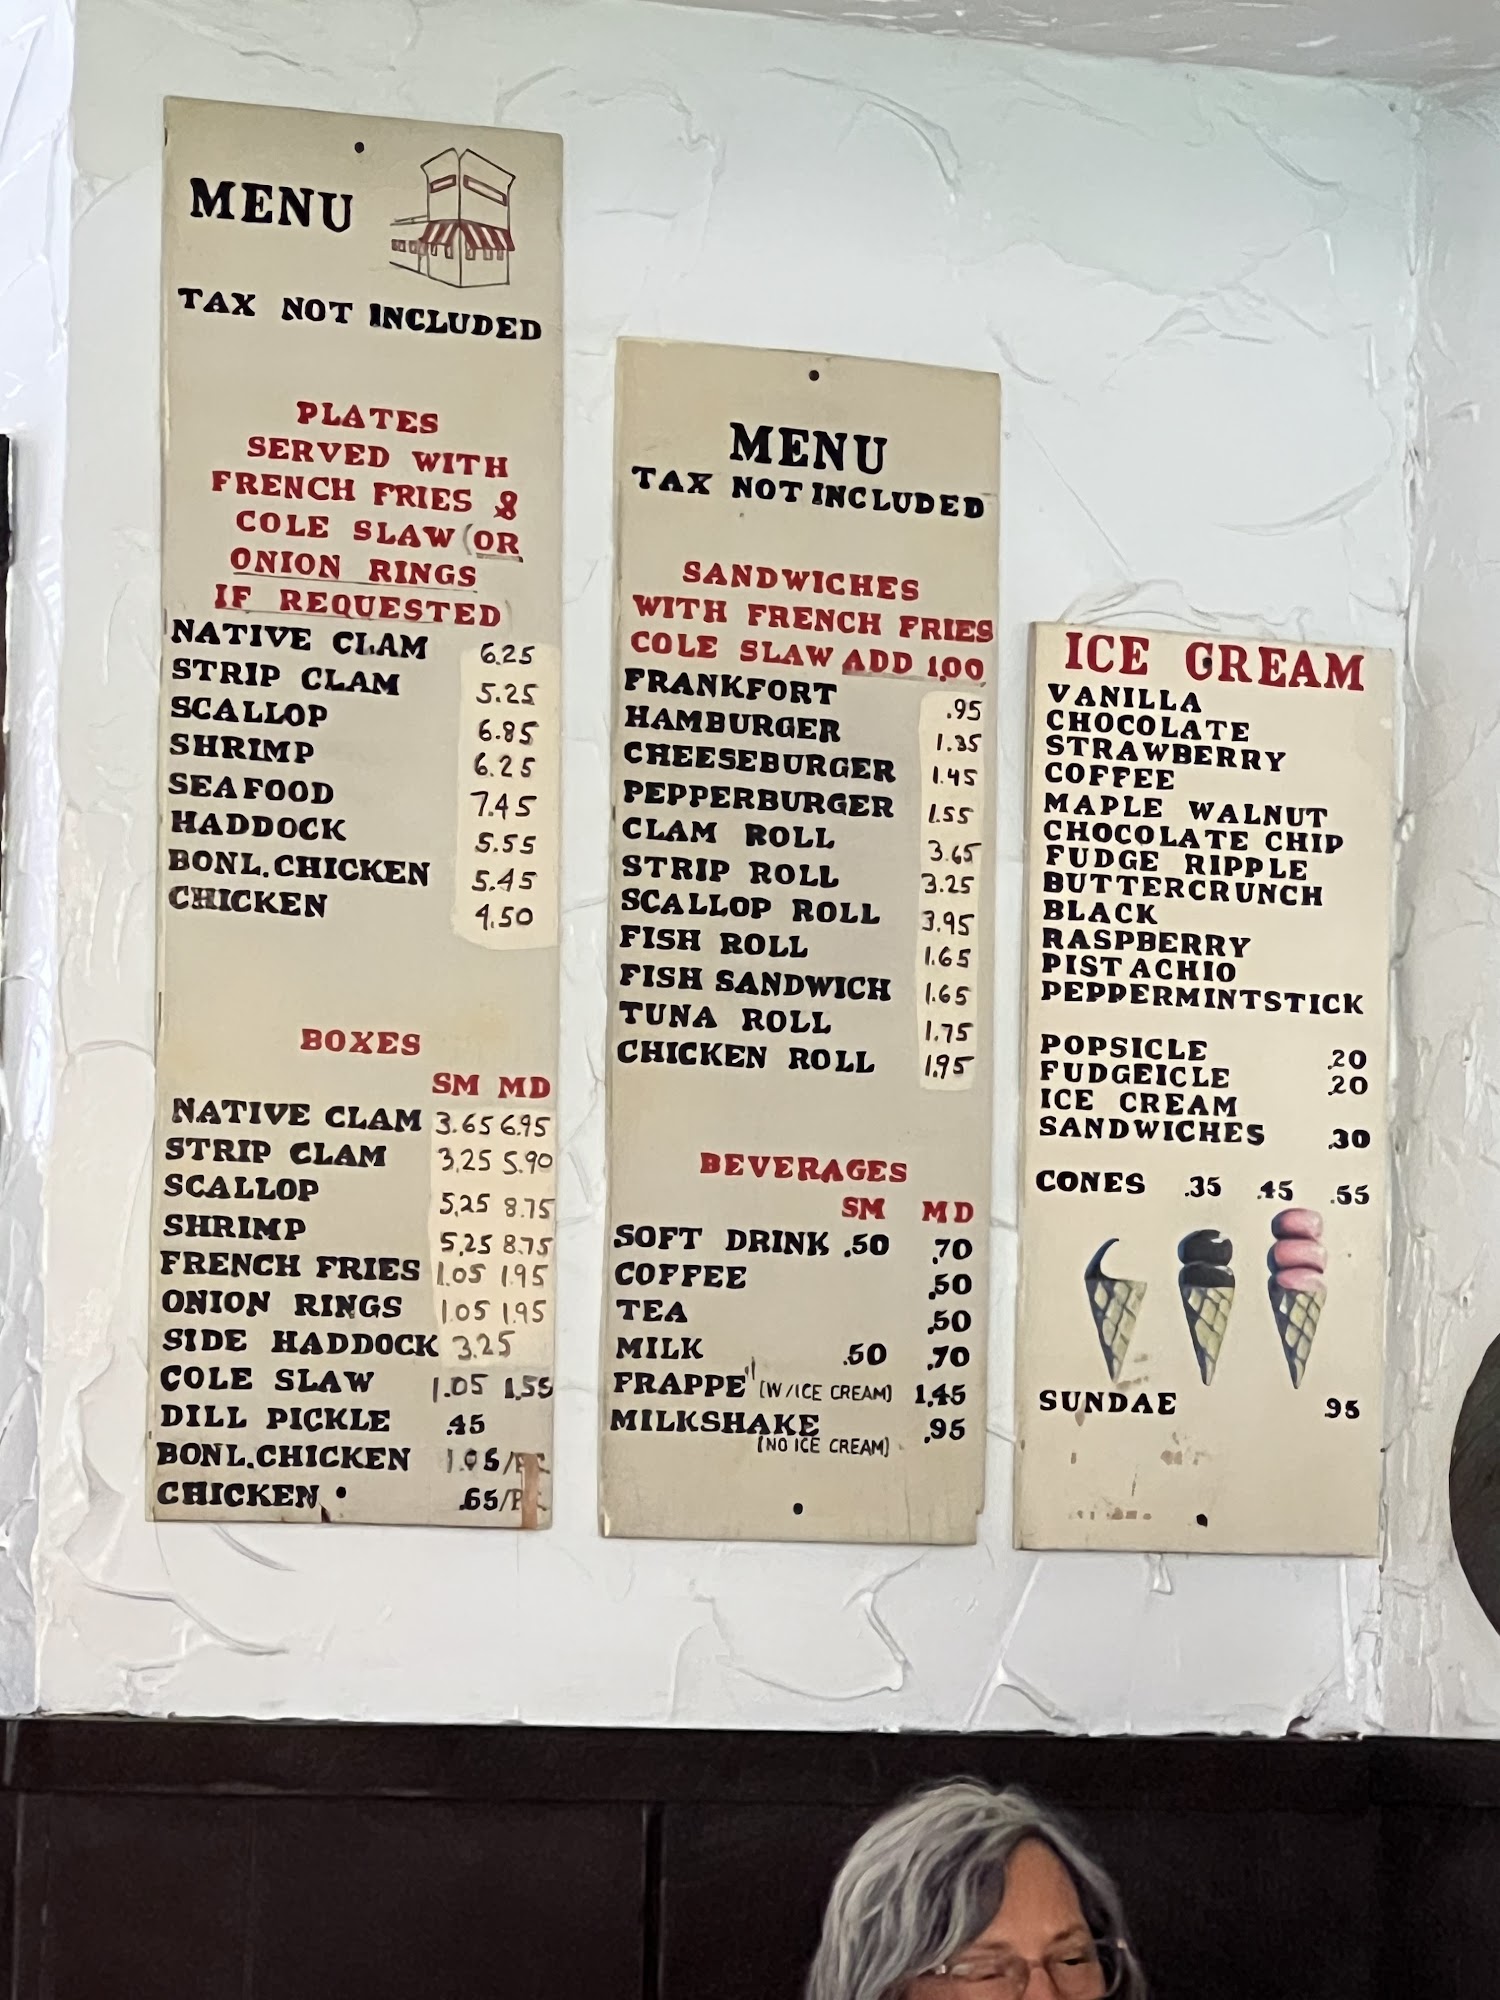 MENU
TAX NOT INCLUDED
PLATES
SERVED WITH
FRENCH FRIES &
COLE SLAW (OR
ONION RINGS
IF REQUESTED)
NATIVE CLAM 6.25
STRIP CLAM 5.25
SCALLOP 6.85
SHRIMP 6.25
SEAFOOD 7.45
HADDOCK 5.55
BONL. CHICKEN 5.45
CHICKEN 4.50
BOXES
SM MD
NATIVE CLAM 3.65 6.95
STRIP CLAM 3.25 5.90
SCALLOP 5.25 8.75
SHRIMP 5.25 8.75
FRENCH FRIES 1.05 1.95
ONION RINGS 1.05 1.95
SIDE HADDOCK 3.25
COLE SLAW 1.05 1.55
DILL PICKLE .45
BONL. CHICKEN
CHICKEN
MENU
TAX NOT INCLUDED
SANDWICHES
WITH FRENCH FRIES
COLE SLAW ADD 1.00
FRANKFORT .95
HAMBURGER 1.35
CHEESEBURGER 1.45
PEPPERBURGER 1.55
CLAM ROLL 3.65
STRIP ROLL 3.25
SCALLOP ROLL 3.95
FISH ROLL 1.65
FISH SANDWICH 1.65
TUNA ROLL 1.75
CHICKEN ROLL 1.95
BEVERAGES
SM MD
SOFT DRINK .50 .70
COFFEE .50
TEA .50
MILK .50 .70
FRAPPE (W/ICE CREAM) 1.45
MILKSHAKE .95
(NO ICE CREAM)
ICE CREAM
VANILLA
CHOCOLATE
STRAWBERRY
COFFEE
MAPLE WALNUT
CHOCOLATE CHIP
FUDGE RIPPLE
BUTTERCRUNCH
BLACK
RASPBERRY
PISTACHIO
PEPPERMINTSTICK
POPSICLE .20
FUDGEICLE .20
ICE CREAM
SANDWICHES .30
CONES .35 .45 .55
SUNDAE .95